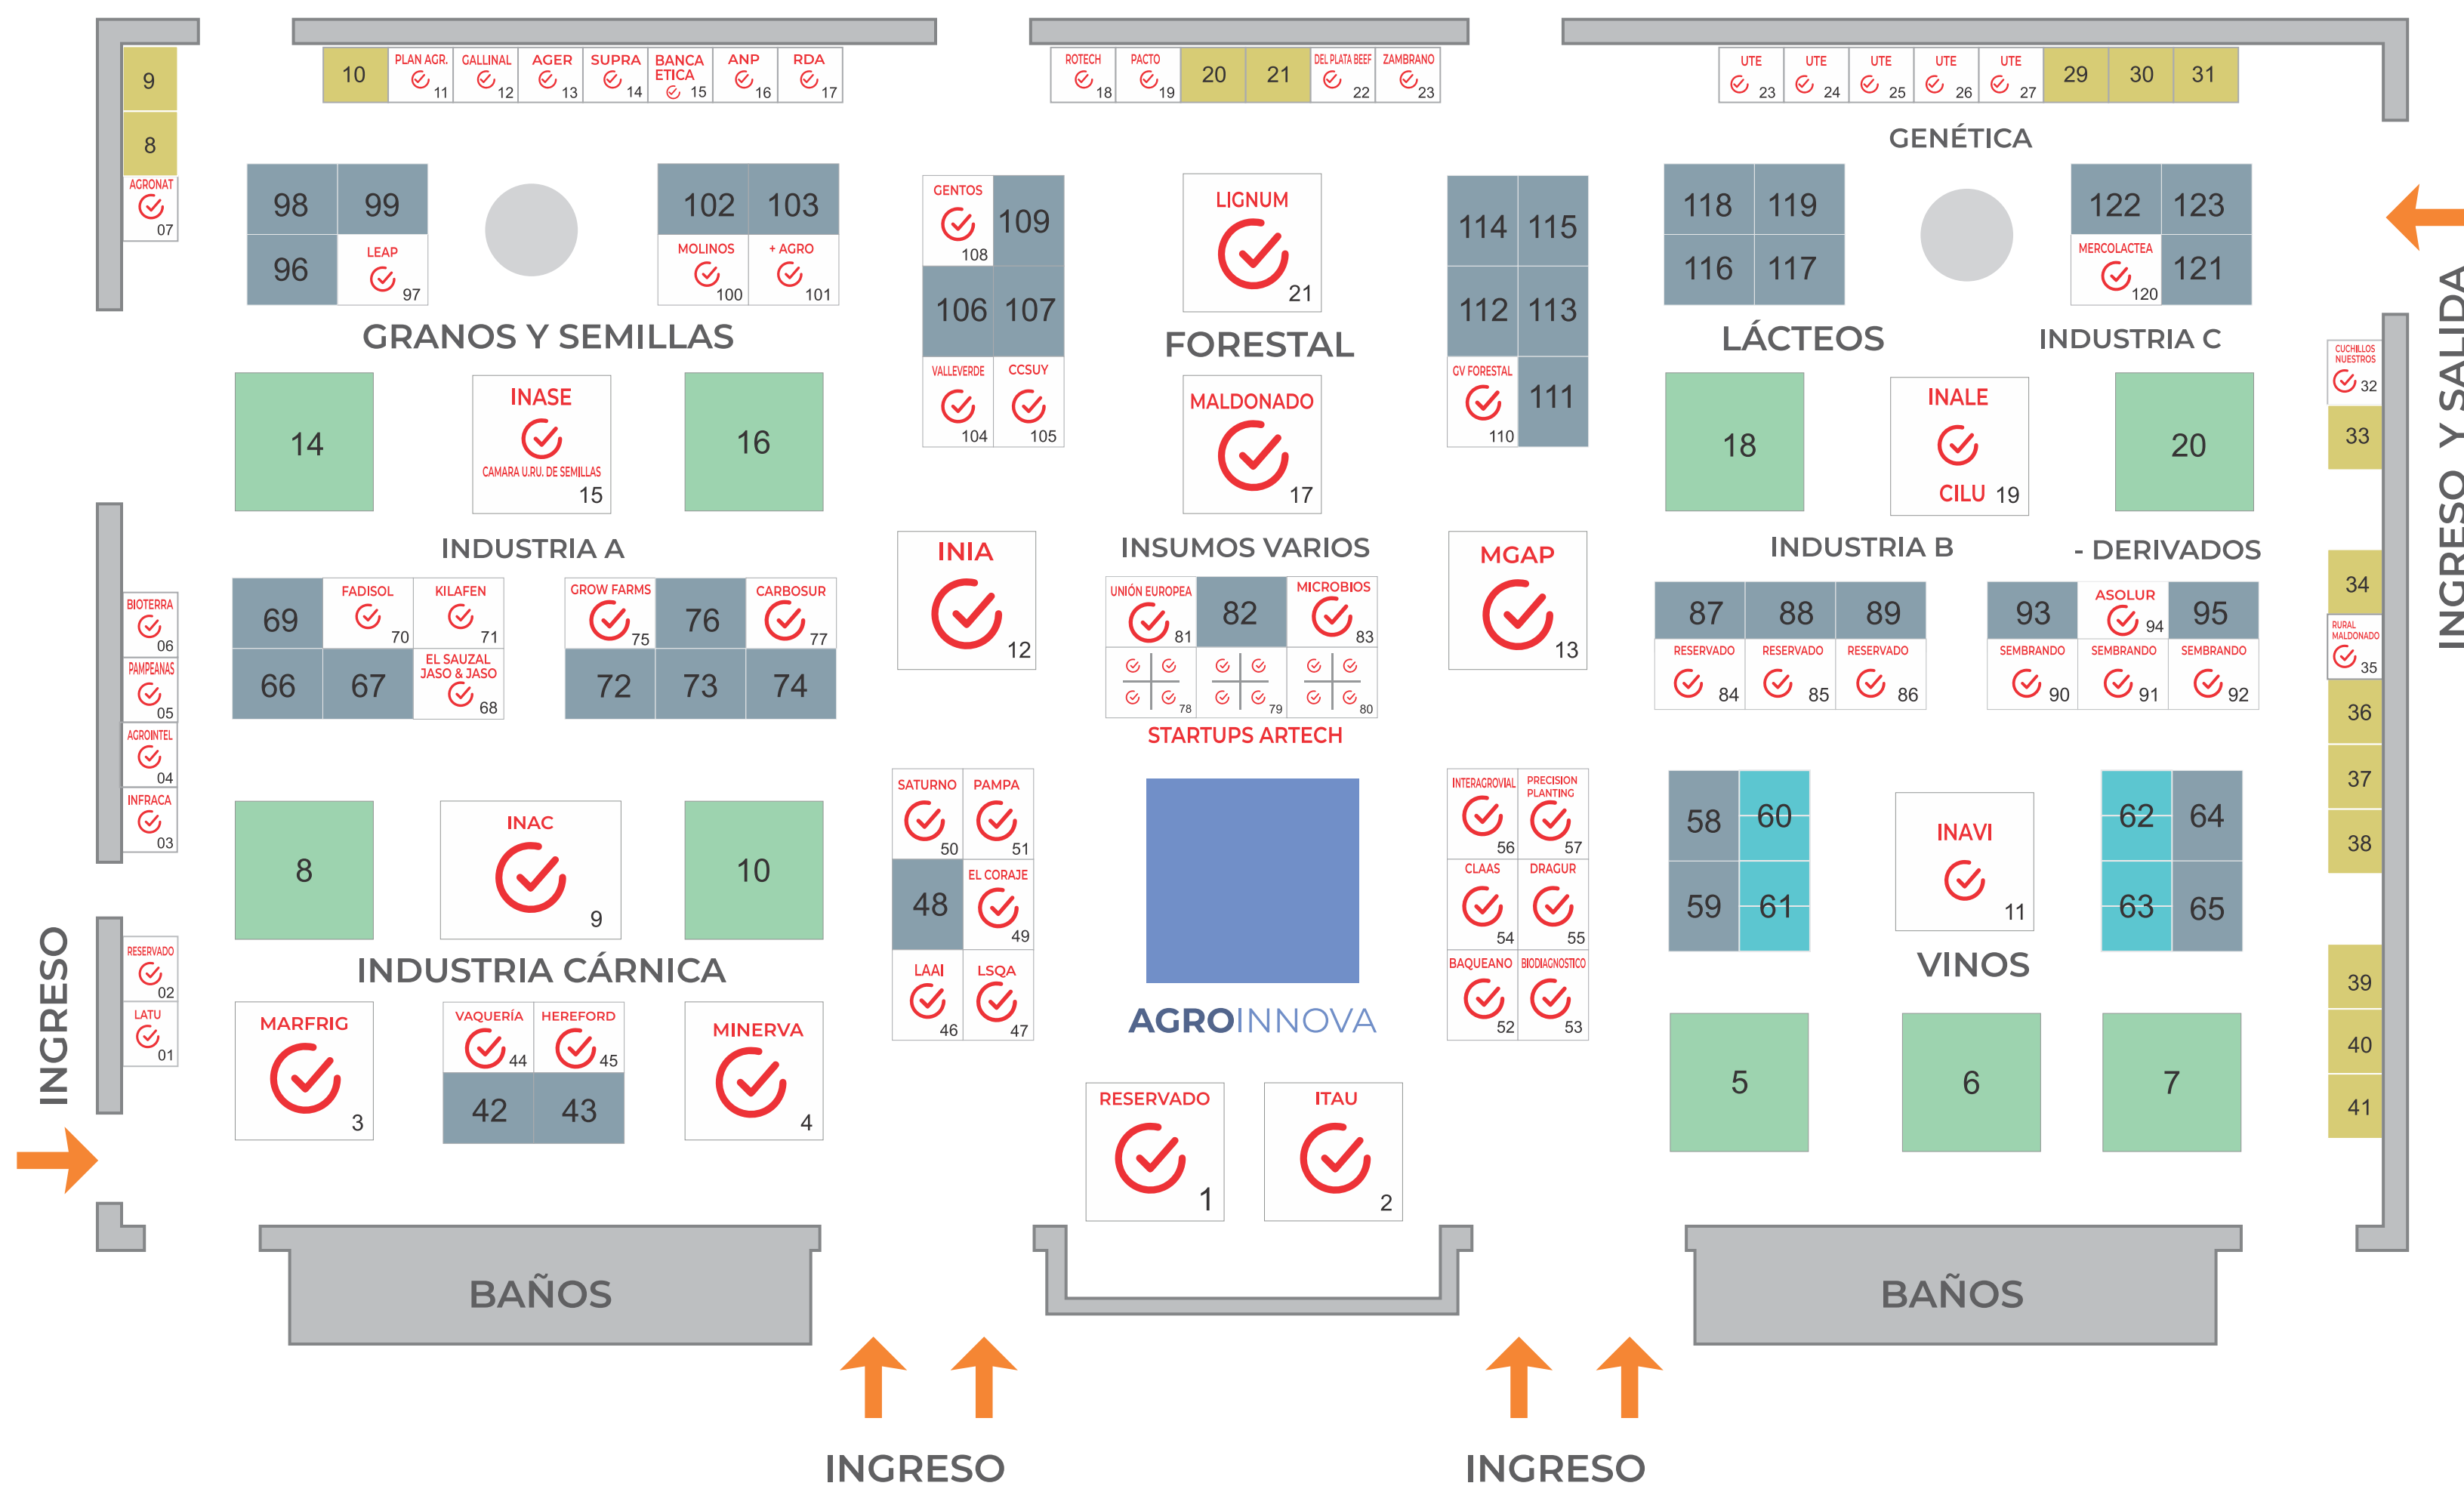 9
8
AGRONAT
07
10
PLAN AGR.
11
GALLINAL
12
AGER
13
SUPRA
14
BANCA
ETICA
15
ANP
16
RDA
17
ROTECH
18
PACTO
19
20
21
DEL PLATA BEEF
22
ZAMBRANO
23
UTE
23
UTE
24
UTE
25
UTE
26
UTE
27
29
30
31
GENÉTICA
98
99
96
LEAP
97
102
103
MOLINOS
100
+ AGRO
101
GRANOS Y SEMILLAS
GENTOS
108
109
106
107
VALLEVERDE
104
CCSUY
105
LIGNUM
21
FORESTAL
MALDONADO
17
114
115
112
113
GV FORESTAL
110
111
118
119
116
117
LÁCTEOS
122
123
MERCOLACTEA
120
121
INDUSTRIA C
INGRESO Y SALIDA
CUCHILLOS
NUESTROS
32
33
14
INASE
CAMARA U.RU. DE SEMILLAS
15
16
18
INALE
CILU
19
20
INDUSTRIA A
INIA
12
INSUMOS VARIOS
MGAP
13
INDUSTRIA B
- DERIVADOS
BIOTERRA
06
PAMPEANAS
05
AGROINTEL
04
INFRACA
03
69
FADISOL
70
KILAFEN
71
66
67
EL SAUZAL
JASO & JASO
68
GROW FARMS
75
76
CARBOSUR
77
72
73
74
UNIÓN EUROPEA
81
82
MICROBIOS
83
78
79
80
STARTUPS ARTECH
87
88
89
RESERVADO
84
RESERVADO
85
RESERVADO
86
93
ASOLUR
94
95
SEMBRANDO
90
SEMBRANDO
91
SEMBRANDO
92
34
RURAL
MALDONADO
35
36
37
38
8
INAC
9
10
INDUSTRIA CÁRNICA
SATURNO
50
PAMPA
51
48
EL CORAJE
49
LAAI
46
LSQA
47
AGROINNOVA
INTERAGROVIAL
56
PRECISION
PLANTING
57
CLAAS
54
DRAGUR
55
BAQUEANO
52
BIODIAGNOSTICO
53
58
60
59
61
INAVI
11
62
64
63
65
VINOS
39
40
41
INGRESO
RESERVADO
02
LATU
01
MARFRIG
3
VAQUERÍA
44
HEREFORD
45
42
43
MINERVA
4
RESERVADO
1
ITAU
2
5
6
7
BAÑOS
BAÑOS
INGRESO
INGRESO